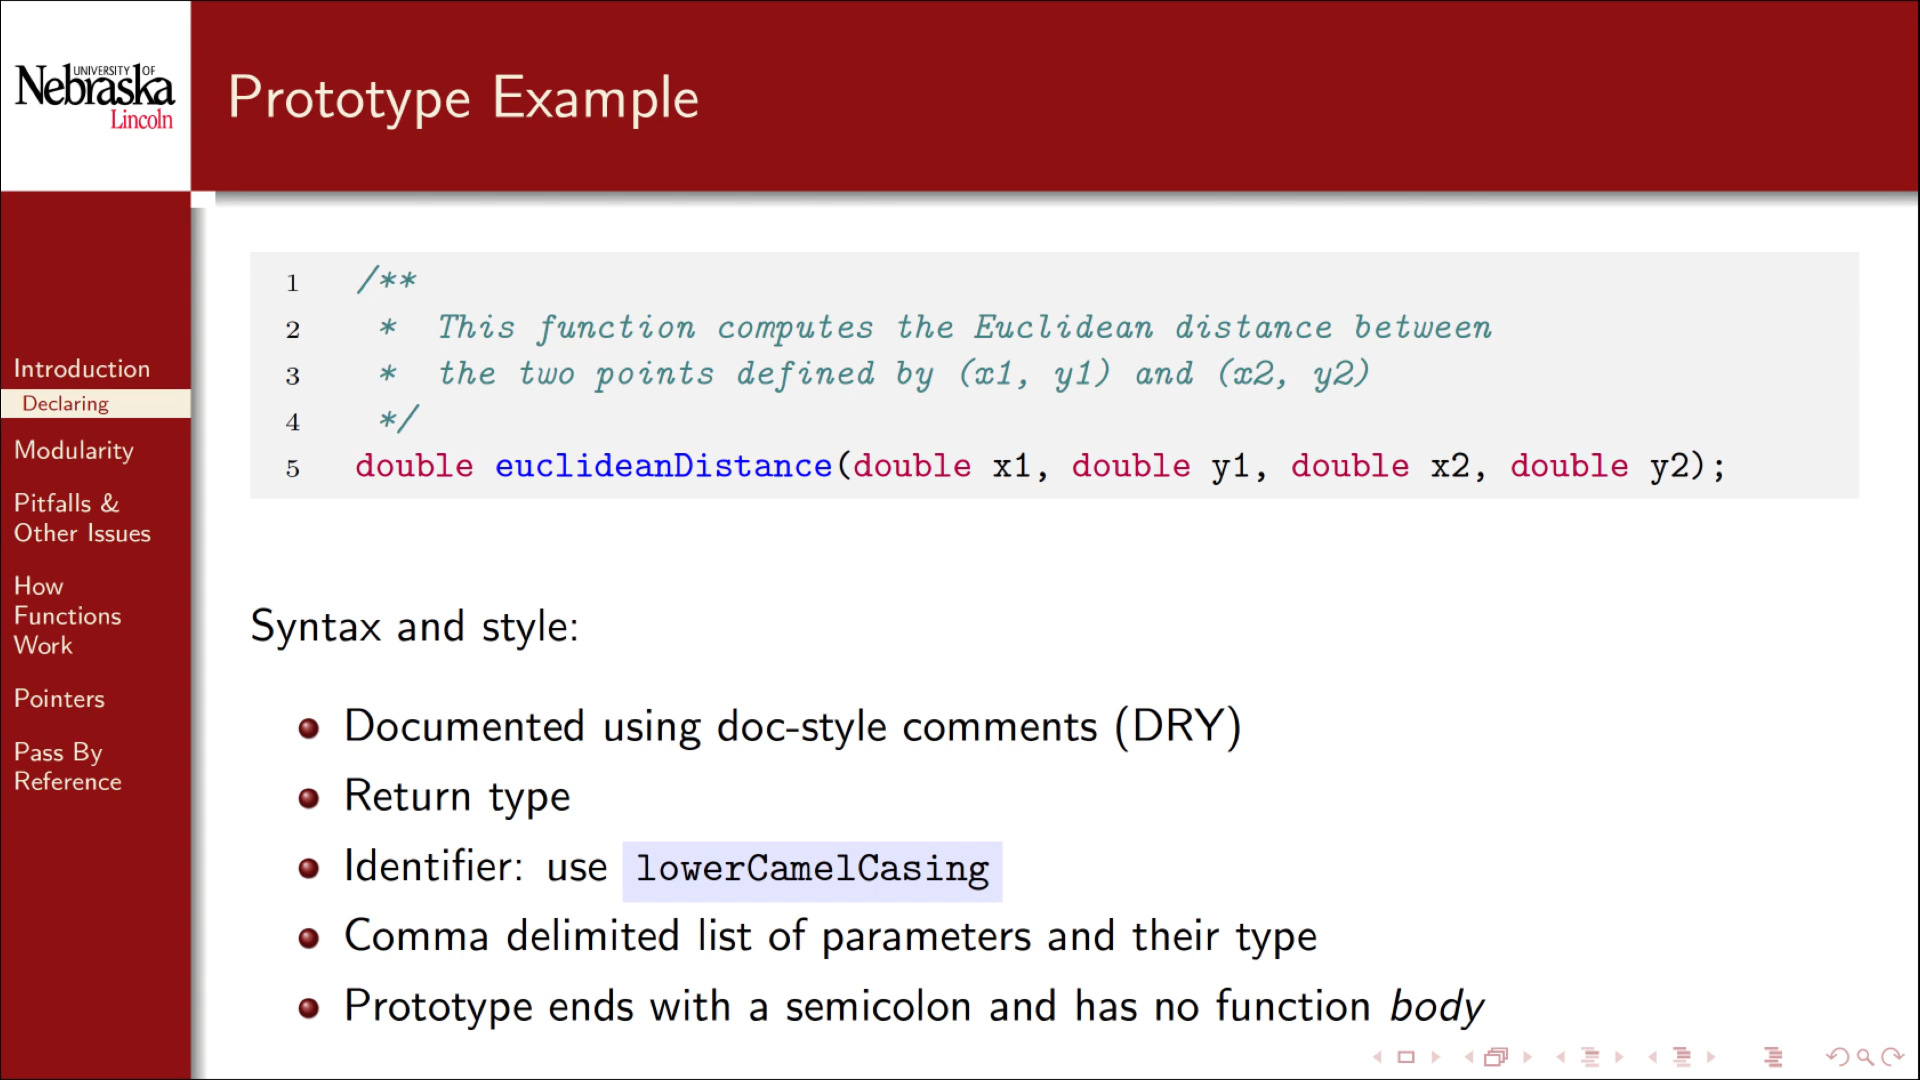 UNIVERSITY OF
Nebraska
Lincoln
Prototype Example
Introduction
Declaring
Modularity
Pitfalls &
Other Issues
How
Functions
Work
Pointers
Pass By
Reference
1 /**
2 * This function computes the Euclidean distance between
3 * the two points defined by (x1, y1) and (x2, y2)
4 */
5 double euclideanDistance(double x1, double y1, double x2, double y2);
Syntax and style:
Documented using doc-style comments (DRY)
Return type
Identifier: use lowerCamelCasing
Comma delimited list of parameters and their type
Prototype ends with a semicolon and has no function body